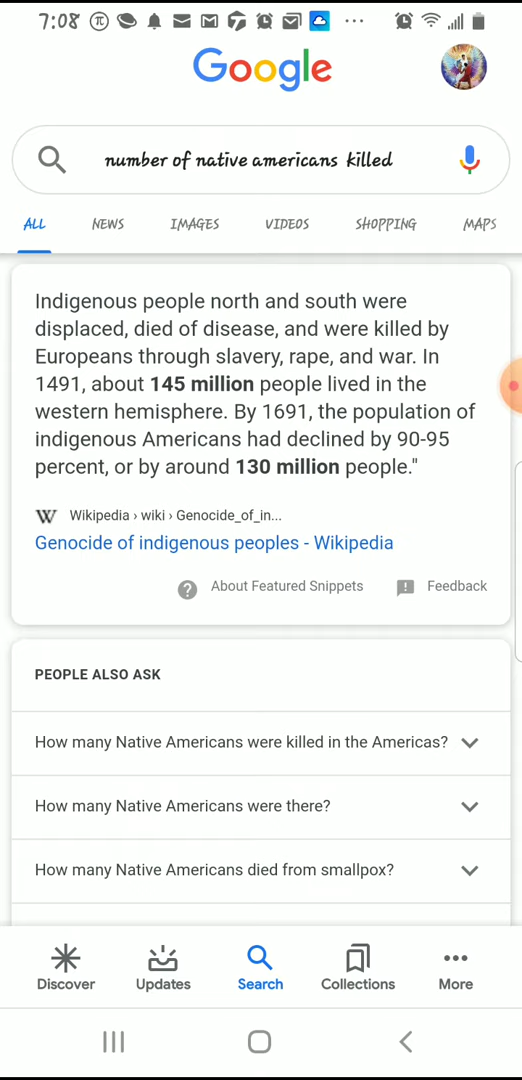 7:08
Google
number of native americans killed
ALL NEWS IMAGES VIDEOS SHOPPING MAPS
Indigenous people north and south were
displaced, died of disease, and were killed by
Europeans through slavery, rape, and war. In
1491, about 145 million people lived in the
western hemisphere. By 1691, the population of
indigenous Americans had declined by 90-95
percent, or by around 130 million people."
W Wikipedia › wiki › Genocide_of_in...
Genocide of indigenous peoples - Wikipedia
About Featured Snippets Feedback
PEOPLE ALSO ASK
How many Native Americans were killed in the Americas?
How many Native Americans were there?
How many Native Americans died from smallpox?
Discover Updates Search Collections More